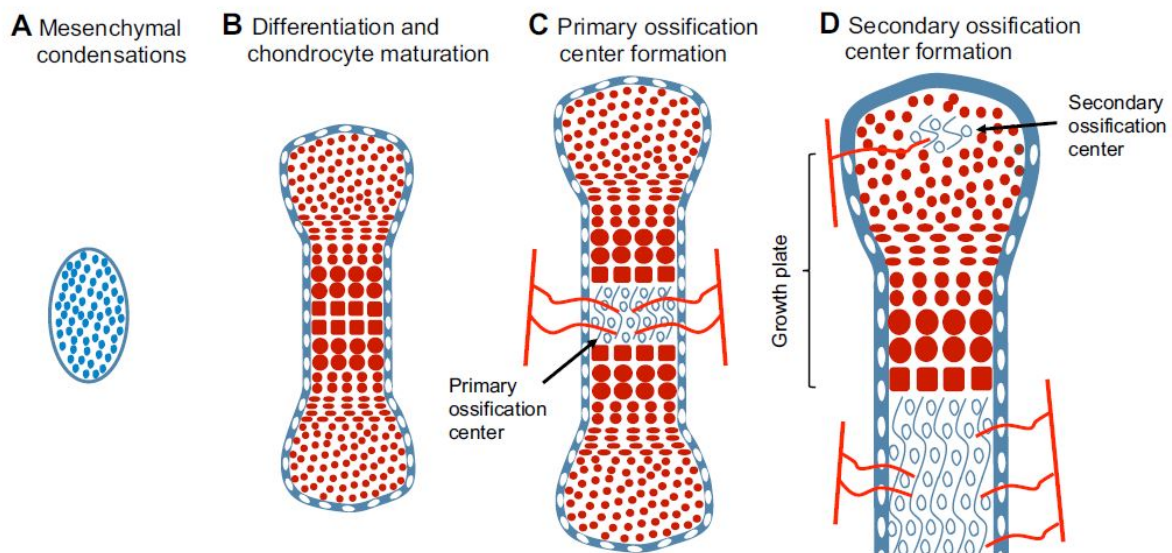 A Mesenchymal
condensations
B Differentiation and
chondrocyte maturation
C Primary ossification
center formation
D Secondary ossification
center formation
Secondary
ossification
center
Growth plate
Primary
ossification
center